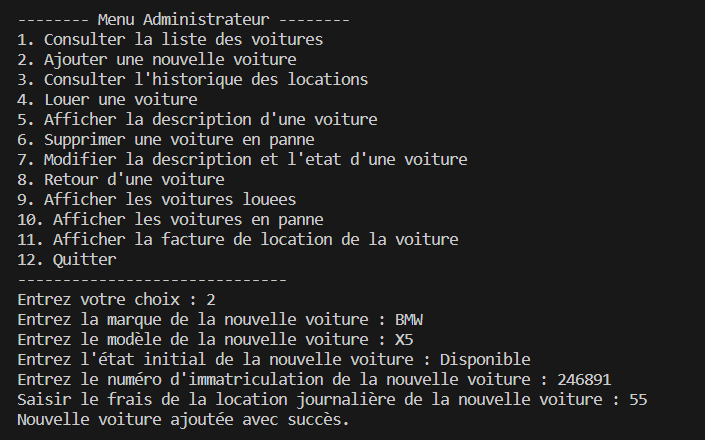 -------- Menu Administrateur --------
1. Consulter la liste des voitures
2. Ajouter une nouvelle voiture
3. Consulter l'historique des locations
4. Louer une voiture
5. Afficher la description d'une voiture
6. Supprimer une voiture en panne
7. Modifier la description et l'etat d'une voiture
8. Retour d'une voiture
9. Afficher les voitures louees
10. Afficher les voitures en panne
11. Afficher la facture de location de la voiture
12. Quitter
------------------------------
Entrez votre choix : 2
Entrez la marque de la nouvelle voiture : BMW
Entrez le modèle de la nouvelle voiture : X5
Entrez l'état initial de la nouvelle voiture : Disponible
Entrez le numéro d'immatriculation de la nouvelle voiture : 246891
Saisir le frais de la location journalière de la nouvelle voiture : 55
Nouvelle voiture ajoutée avec succès.